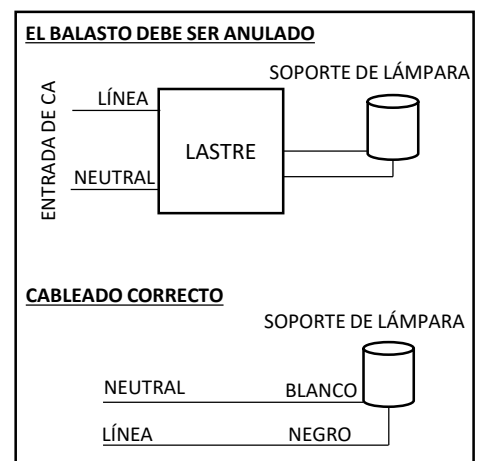 EL BALASTO DEBE SER ANULADO
SOPORTE DE LÁMPARA
ENTRADA DE CA
LÍNEA
LASTRE
NEUTRAL
CABLEADO CORRECTO
SOPORTE DE LÁMPARA
NEUTRAL BLANCO
LÍNEA NEGRO